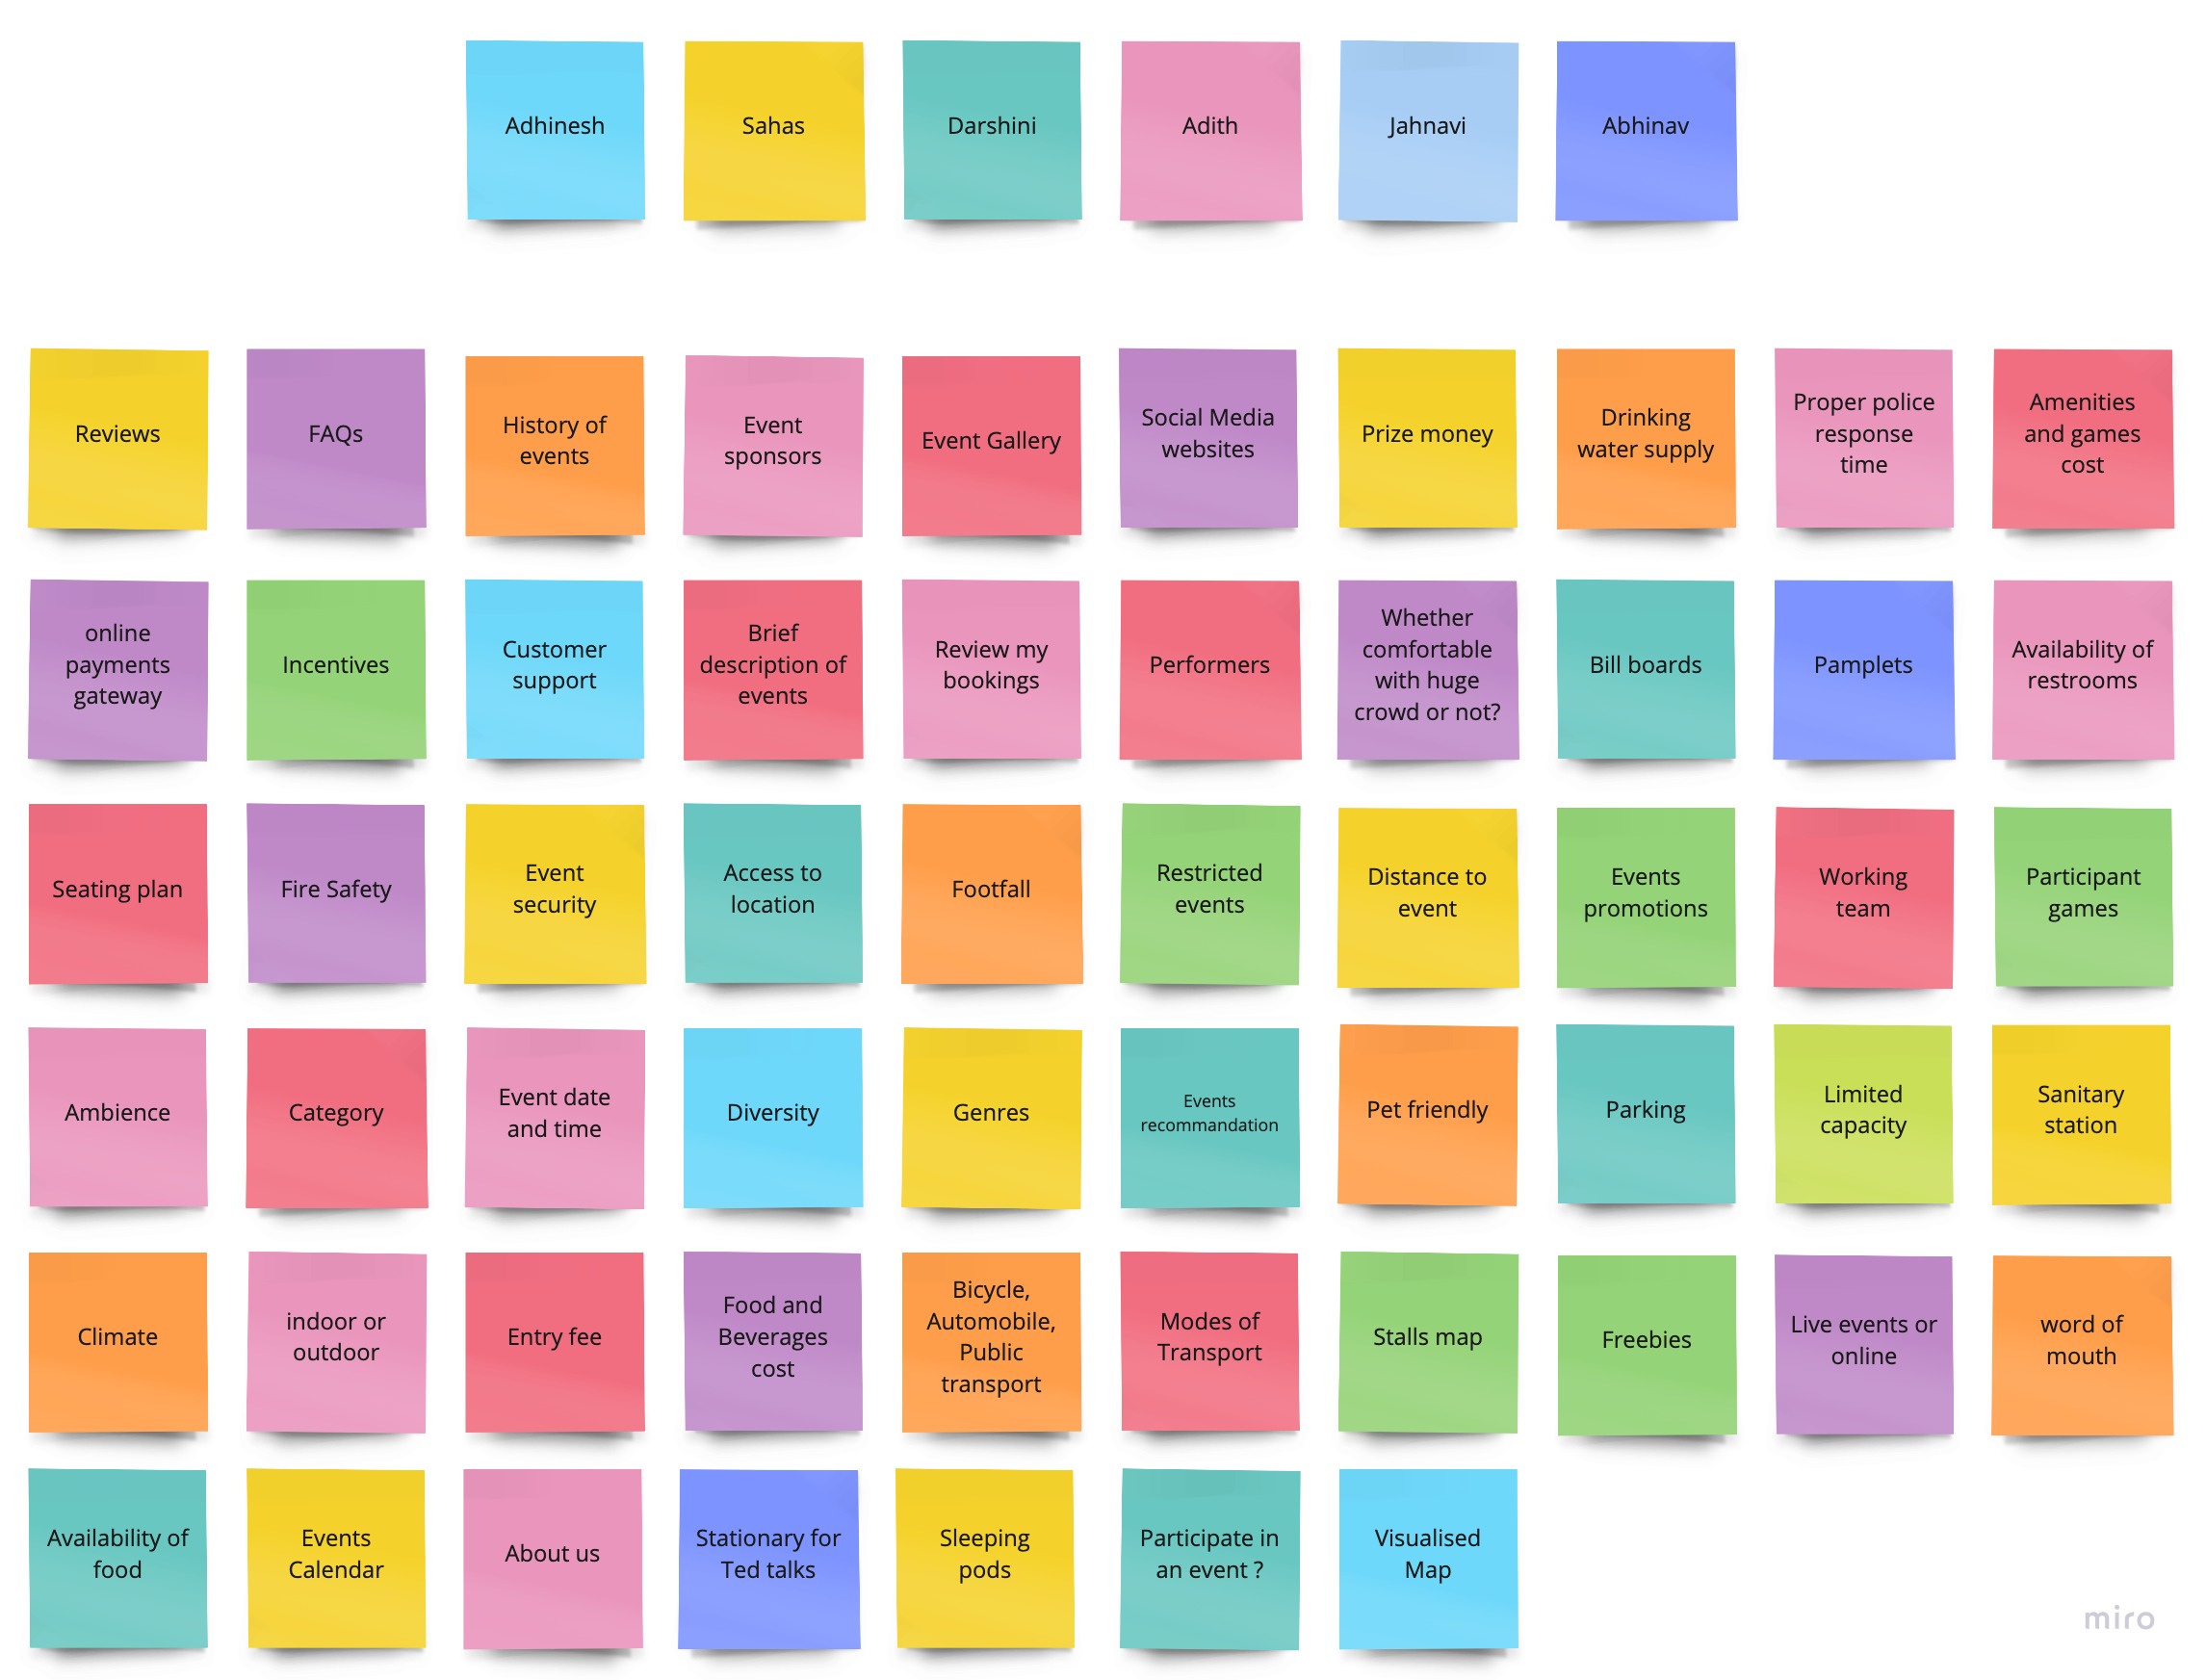 Adhinesh
Sahas
Darshini
Adith
Jahnavi
Abhinav
Reviews
FAQs
History of
events
Event
sponsors
Event Gallery
Social Media
websites
Prize money
Drinking
water supply
Proper police
response
time
Amenities
and games
cost
online
payments
gateway
Incentives
Customer
support
Brief
description of
events
Review my
bookings
Performers
Whether
comfortable
with huge
crowd or not?
Bill boards
Pamplets
Availability of
restrooms
Seating plan
Fire Safety
Event
security
Access to
location
Footfall
Restricted
events
Distance to
event
Events
promotions
Working
team
Participant
games
Ambience
Category
Event date
and time
Diversity
Genres
Events
recommandation
Pet friendly
Parking
Limited
capacity
Sanitary
station
Climate
indoor or
outdoor
Entry fee
Food and
Beverages
cost
Bicycle,
Automobile,
Public
transport
Modes of
Transport
Stalls map
Freebies
Live events or
online
word of
mouth
Availability of
food
Events
Calendar
About us
Stationary for
Ted talks
Sleeping
pods
Participate in
an event ?
Visualised
Map
miro